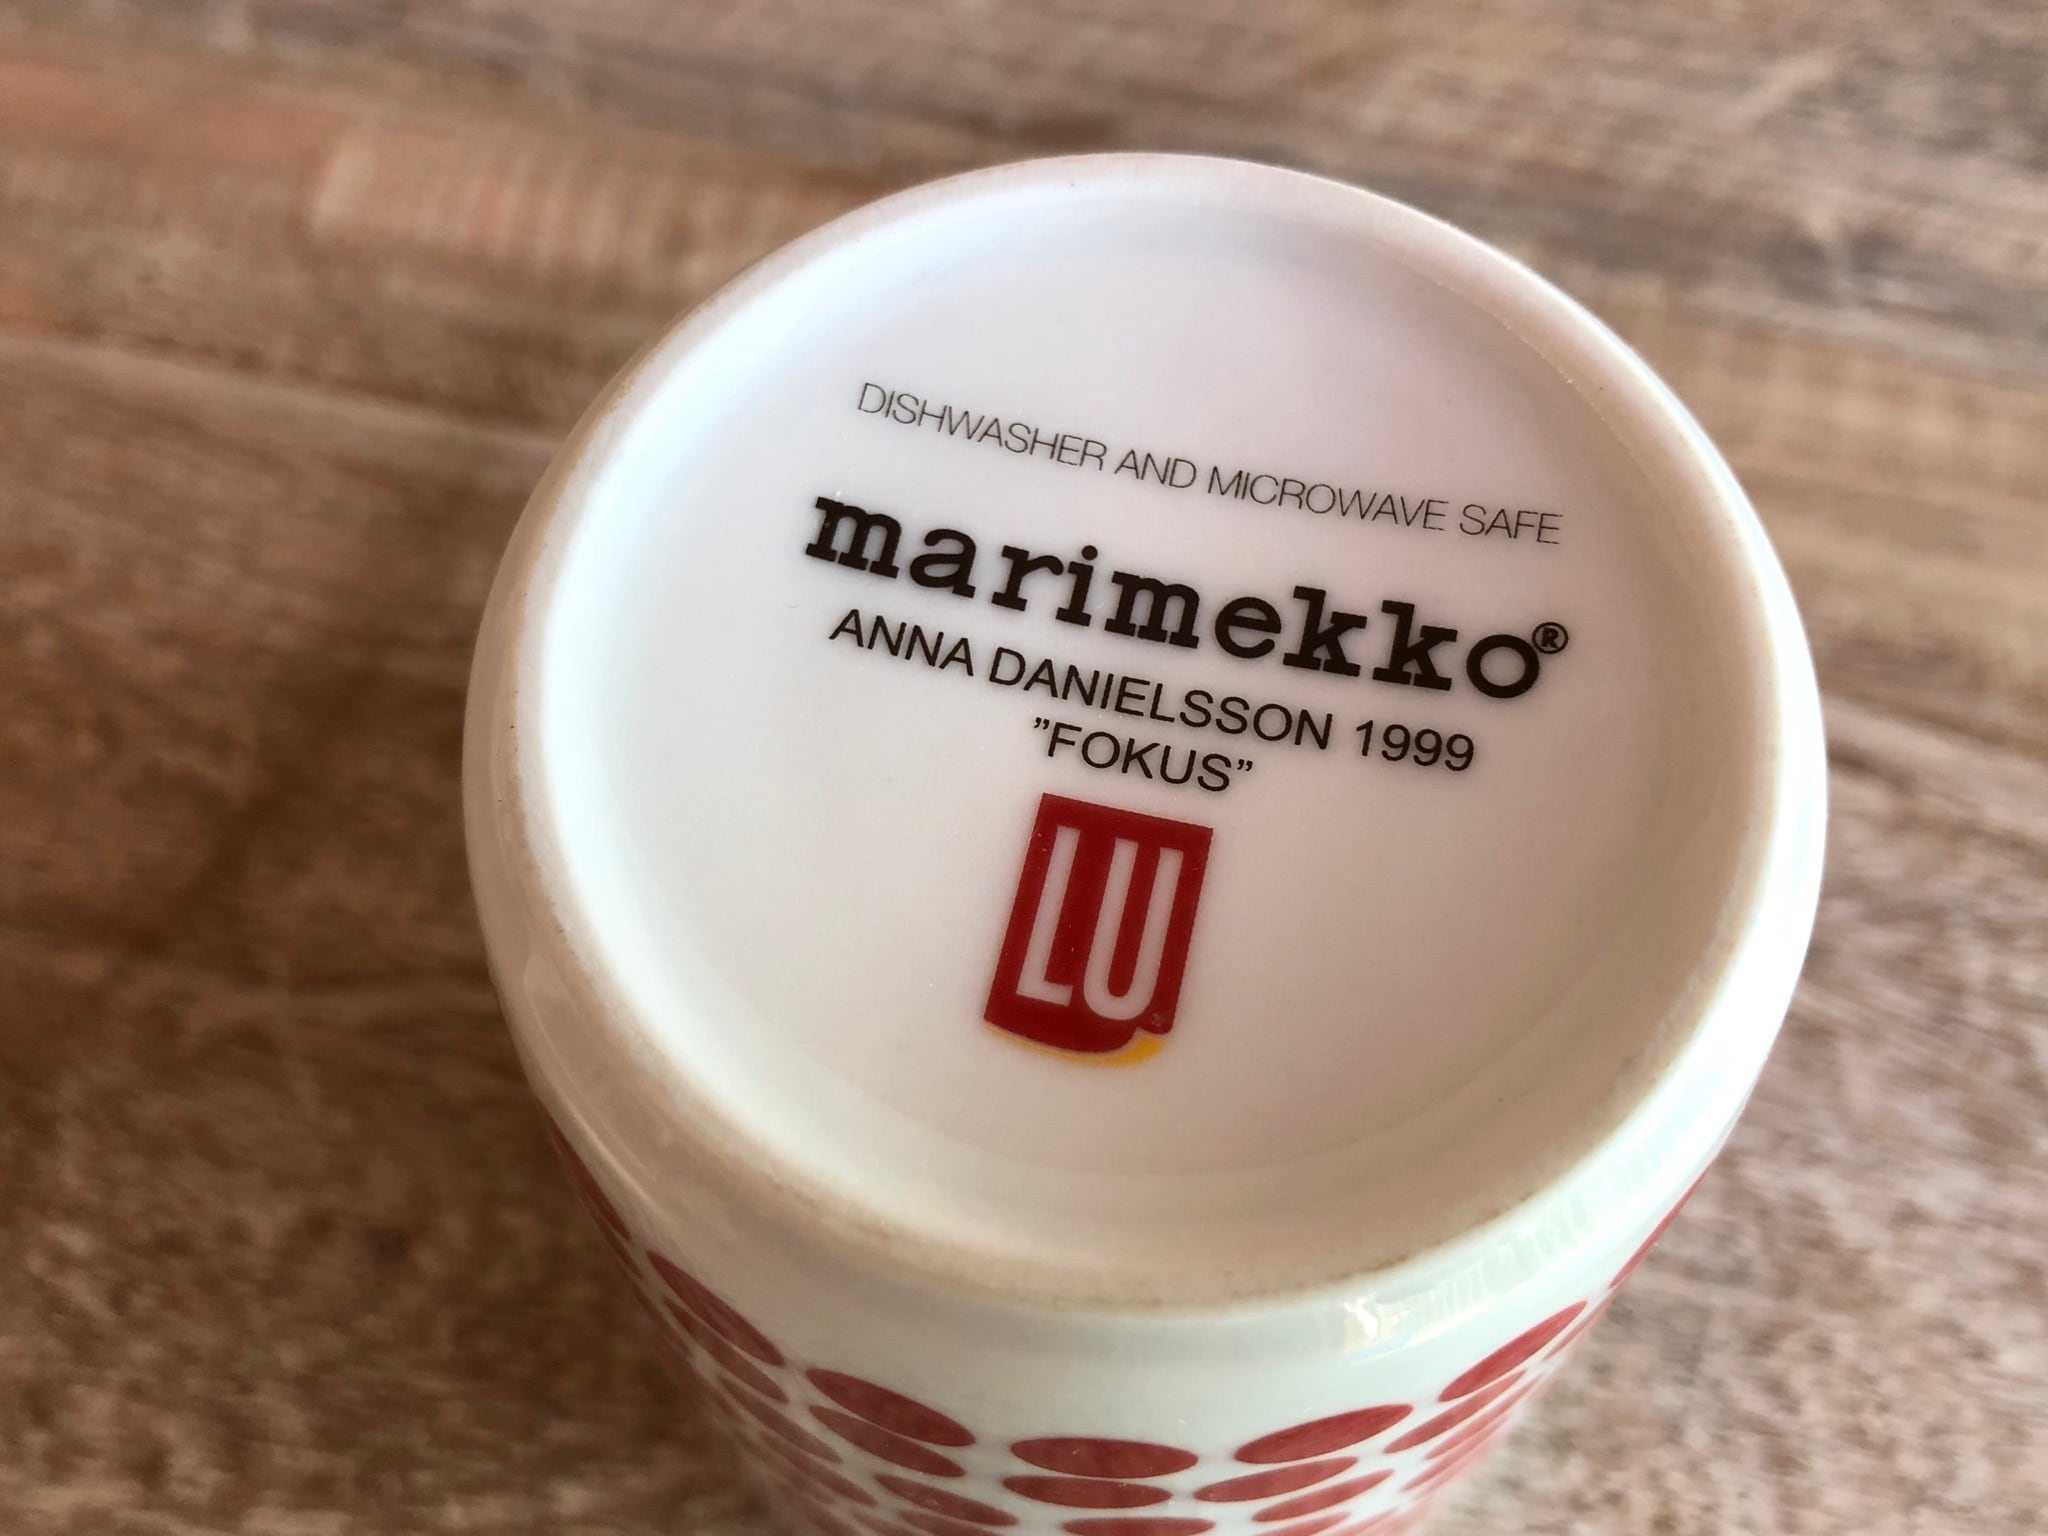 DISHWASHER AND MICROWAVE SAFE
marimekko®
ANNA DANIELSSON 1999
”FOKUS”
LU